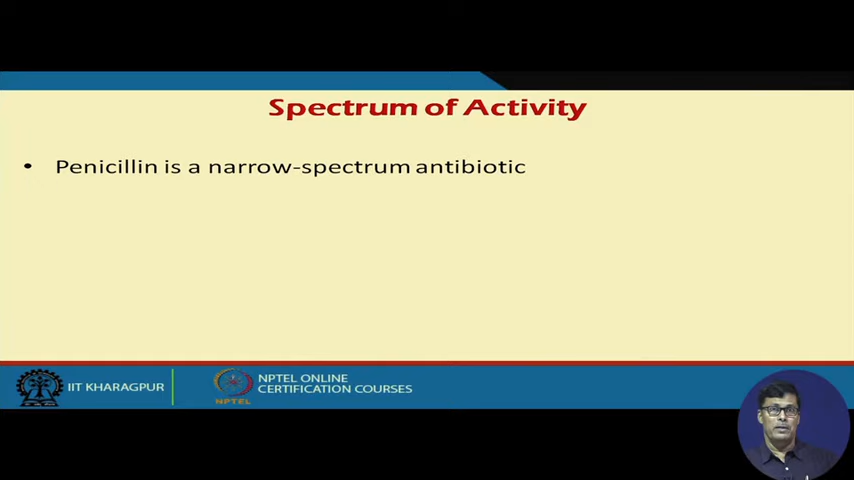 Spectrum of Activity
• Penicillin is a narrow-spectrum antibiotic
IIT KHARAGPUR
NPTEL ONLINE
CERTIFICATION COURSES
NPTEL